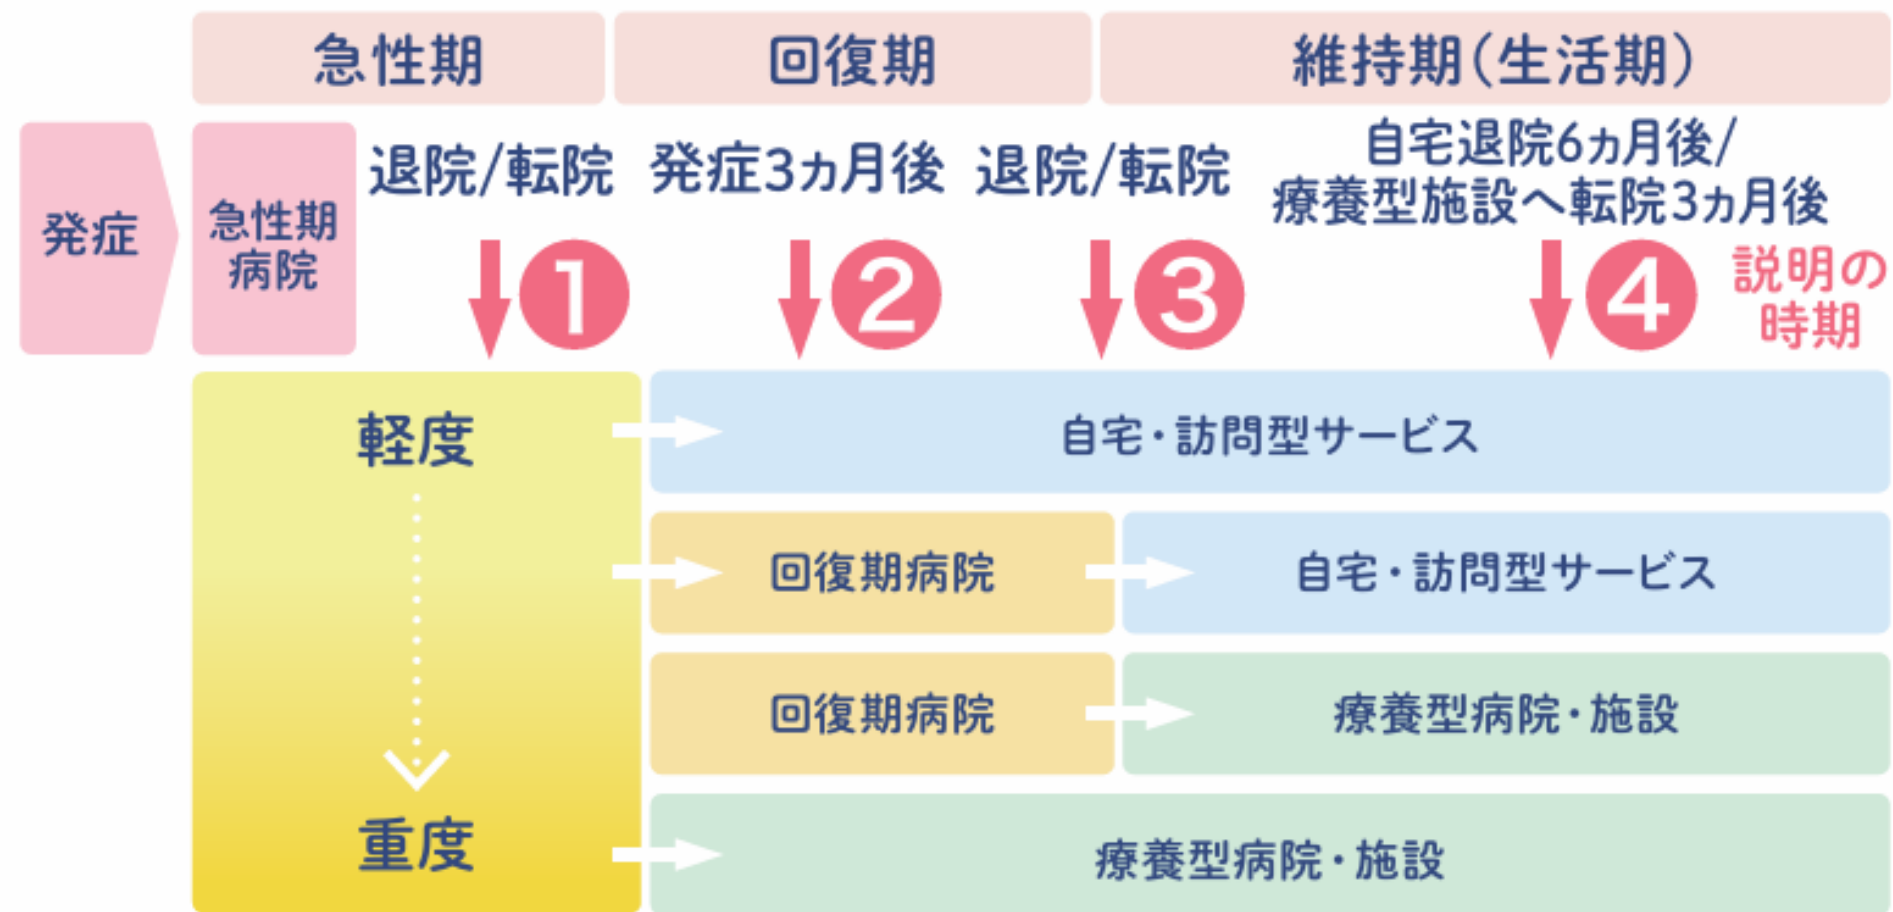 急性期
回復期
維持期(生活期)
発症
急性期
病院
退院/転院
発症3ヵ月後
退院/転院
自宅退院6ヵ月後/
療養型施設へ転院3ヵ月後
1
2
3
4
説明の
時期
軽度
自宅・訪問型サービス
回復期病院
自宅・訪問型サービス
回復期病院
療養型病院・施設
重度
療養型病院・施設